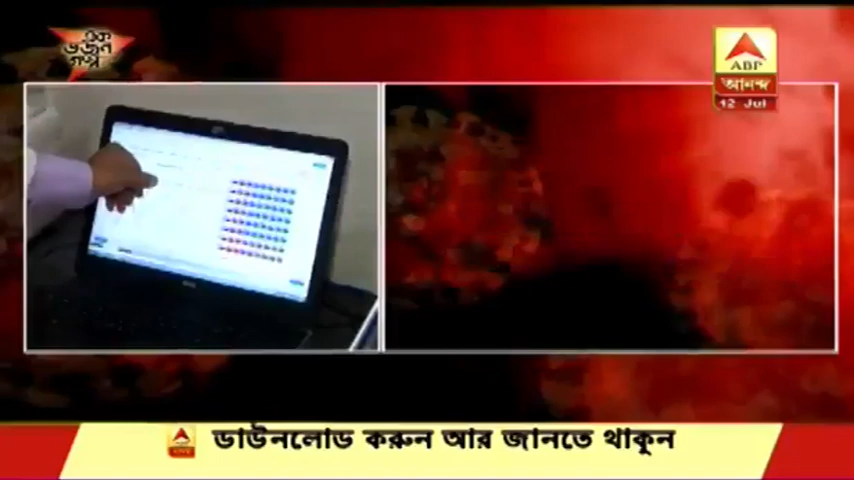 এক
ডজন
গপ্প
ABP
আনন্দ
12 Jul
ডাউনলোড করুন আর জানতে থাকুন